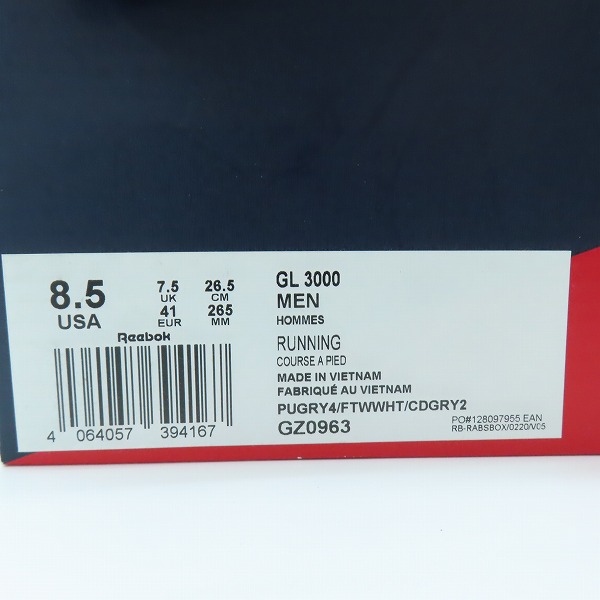 8.5
USA
7.5
UK
41
EUR
26.5
CM
265
MM
Reebok
4 064057 394167
GL 3000
MEN
HOMMES
RUNNING
COURSE A PIED
MADE IN VIETNAM
FABRIQUÉ AU VIETNAM
PUGRY4/FTWWHT/CDGRY2
GZ0963
PO#128097955 EAN
RB-RABSBOX/0220/V05